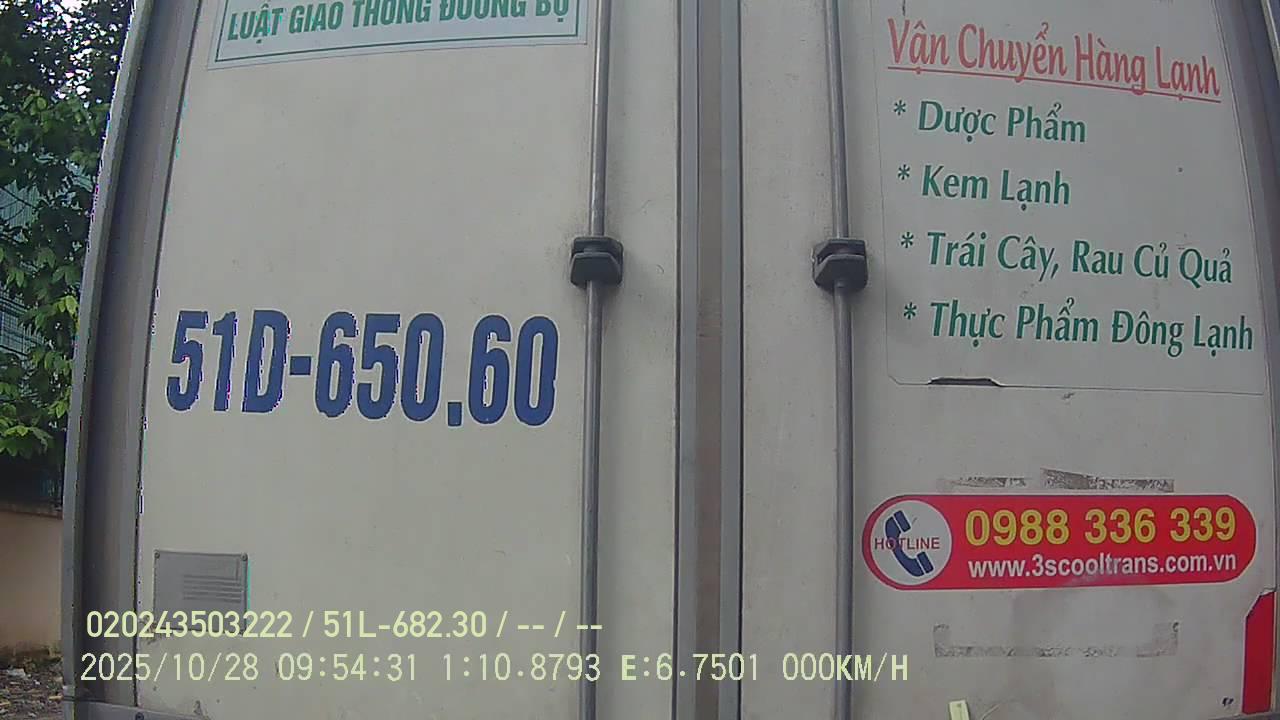 LUẬT GIAO THÔNG ĐƯỜNG BỘ
Vận Chuyển Hàng Lạnh
* Dược Phẩm
* Kem Lạnh
* Trái Cây, Rau Củ Quả
* Thực Phẩm Đông Lạnh
51D-650.60
HOTLINE
0988 336 339
www.3scooltrans.com.vn
020243503222 / 51L-682.30 / -- / --
2025/10/28 09:54:31 1:10.8793 E:6.7501 000KM/H